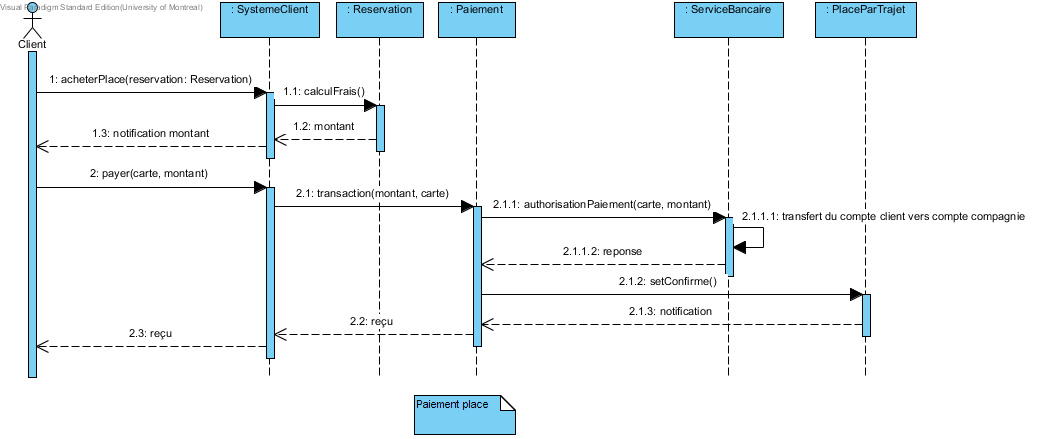 Visual Paradigm Standard Edition(University of Montreal)
Client
: SystemeClient
: Reservation
: Paiement
: ServiceBancaire
: PlaceParTrajet
1: acheterPlace(reservation: Reservation)
1.1: calculFrais()
1.2: montant
1.3: notification montant
2: payer(carte, montant)
2.1: transaction(montant, carte)
2.1.1: authorisationPaiement(carte, montant)
2.1.1.1: transfert du compte client vers compte compagnie
2.1.1.2: reponse
2.1.2: setConfirme()
2.1.3: notification
2.2: reçu
2.3: reçu
Paiement place